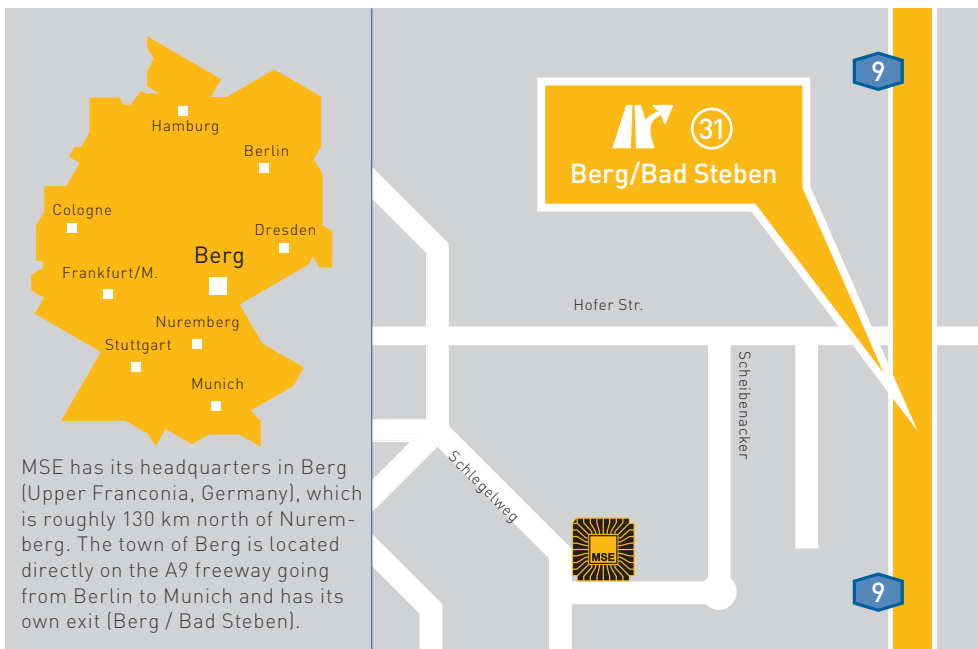 Hamburg
Berlin
Cologne
Dresden
Berg
Frankfurt/M.
Nuremberg
Stuttgart
Munich
MSE has its headquarters in Berg
(Upper Franconia, Germany), which
is roughly 130 km north of Nurem-
berg. The town of Berg is located
directly on the A9 freeway going
from Berlin to Munich and has its
own exit (Berg / Bad Steben).
9
31
Berg/Bad Steben
Hofer Str.
Scheibenacker
Schlegelweg
MSE
9